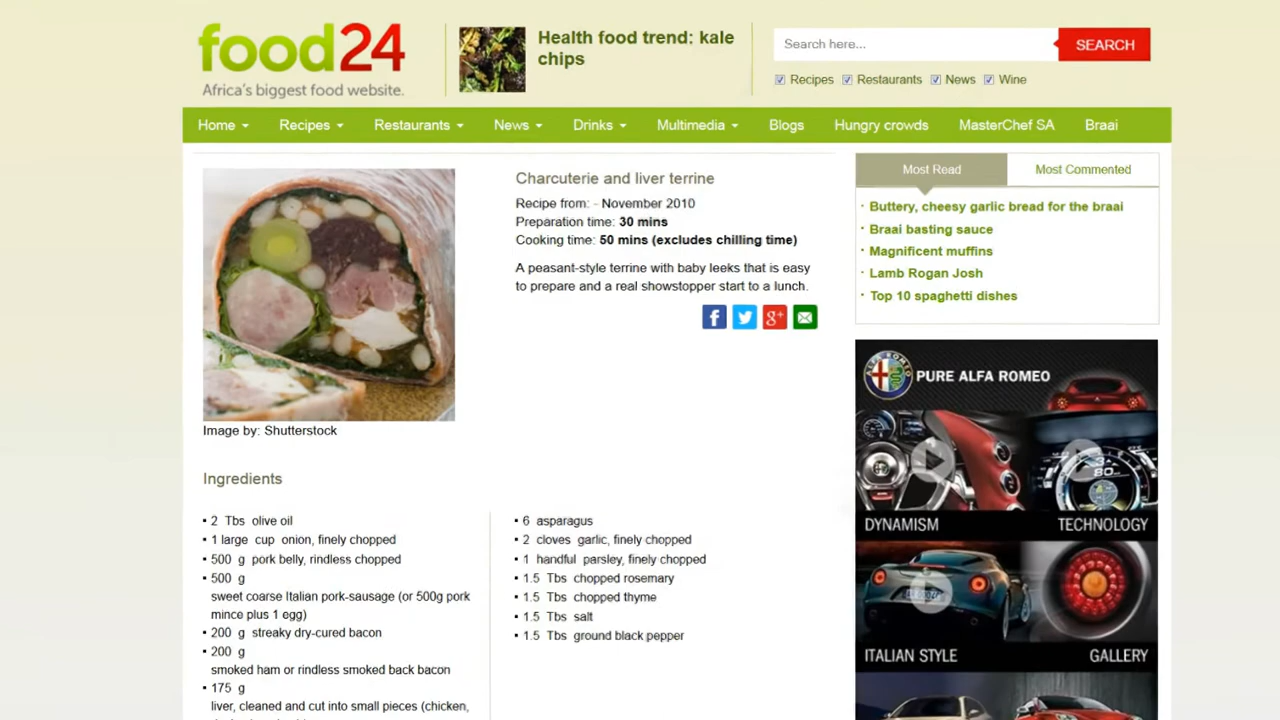 food24
Africa's biggest food website.
Health food trend: kale
chips
Search here...
SEARCH
Recipes Restaurants News Wine
Home Recipes Restaurants News Drinks Multimedia Blogs Hungry crowds MasterChef SA Braai
Image by: Shutterstock
Charcuterie and liver terrine
Recipe from: - November 2010
Preparation time: 30 mins
Cooking time: 50 mins (excludes chilling time)
A peasant-style terrine with baby leeks that is easy
to prepare and a real showstopper start to a lunch.
Ingredients
2 Tbs olive oil
1 large cup onion, finely chopped
500 g pork belly, rindless chopped
500 g
sweet coarse Italian pork-sausage (or 500g pork
mince plus 1 egg)
200 g streaky dry-cured bacon
200 g
smoked ham or rindless smoked back bacon
175 g
liver, cleaned and cut into small pieces (chicken,
6 asparagus
2 cloves garlic, finely chopped
1 handful parsley, finely chopped
1.5 Tbs chopped rosemary
1.5 Tbs chopped thyme
1.5 Tbs salt
1.5 Tbs ground black pepper
Most Read
Most Commented
Buttery, cheesy garlic bread for the braai
Braai basting sauce
Magnificent muffins
Lamb Rogan Josh
Top 10 spaghetti dishes
ALFA ROMEO
PURE ALFA ROMEO
80
DYNAMISM
TECHNOLOGY
ITALIAN STYLE
GALLERY